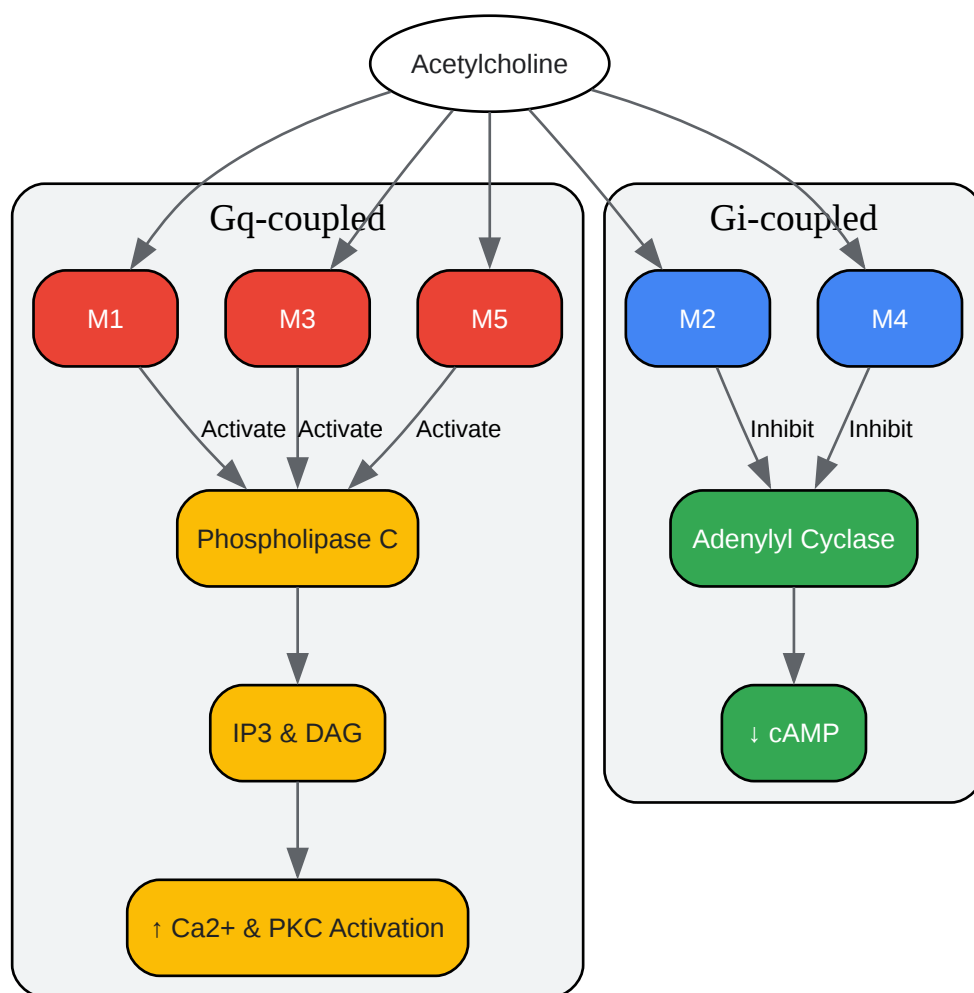 Acetylcholine
Gq-coupled
Gi-coupled
M1
M3
M5
M2
M4
Activate
Activate
Activate
Inhibit
Inhibit
Phospholipase C
Adenylyl Cyclase
IP3 & DAG
↓ cAMP
↑ Ca2+ & PKC Activation